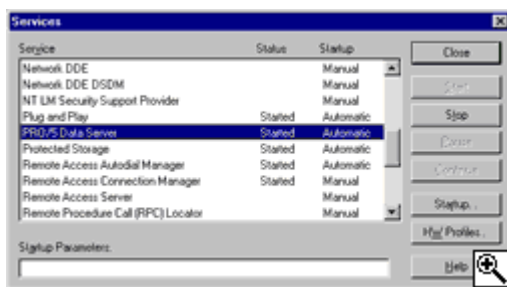 Services
Service Status Startup
Network DDE Manual
Network DDE DSDM Manual
NT LM Security Support Provider Manual
Plug and Play Started Automatic
PRO/5 Data Server Started Automatic
Protected Storage Started Automatic
Remote Access Autodial Manager Started Automatic
Remote Access Connection Manager Started Manual
Remote Access Server Manual
Remote Procedure Call (RPC) Locator Manual
Startup Parameters:
Close
Start
Stop
Pause
Continue
Startup...
HW Profiles...
Help